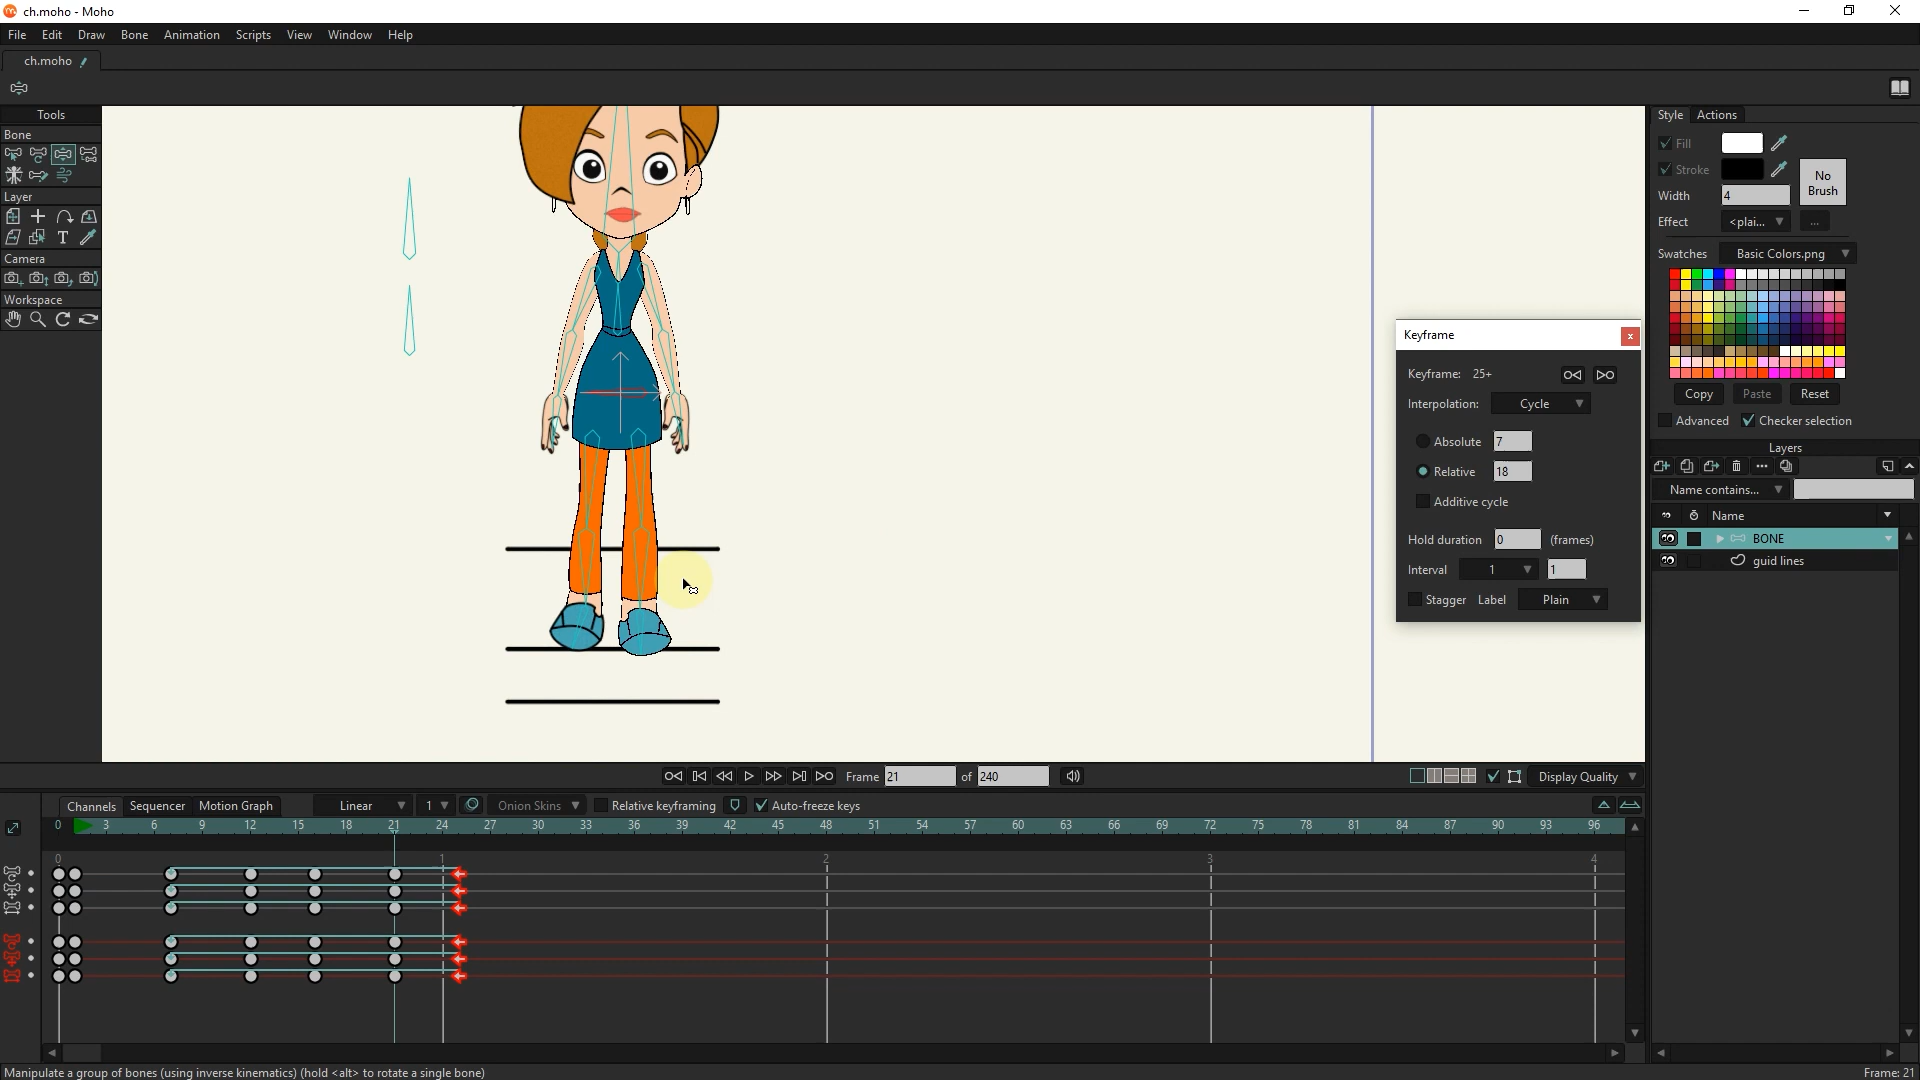 ch.moho - Moho
File Edit Draw Bone Animation Scripts View Window Help
ch.moho
Tools
Bone
Layer
Camera
Workspace
Style Actions
Fill
Stroke
No Brush
Width 4
Effect <plai... ...
Swatches Basic Colors.png
Copy Paste Reset
Advanced Checker selection
Layers
Name contains...
Name
BONE
guid lines
Keyframe x
Keyframe: 25+
Interpolation: Cycle
Absolute 7
Relative 18
Additive cycle
Hold duration 0 (frames)
Interval 1 1
Stagger Label Plain
Frame 21 of 240
Display Quality
Channels Sequencer Motion Graph Linear 1 Onion Skins Relative keyframing Auto-freeze keys
0 3 6 9 12 15 18 21 24 27 30 33 36 39 42 45 48 51 54 57 60 63 66 69 72 75 78 81 84 87 90 93 96
0 1 2 3 4
Manipulate a group of bones (using inverse kinematics) (hold <alt> to rotate a single bone)
Frame: 21